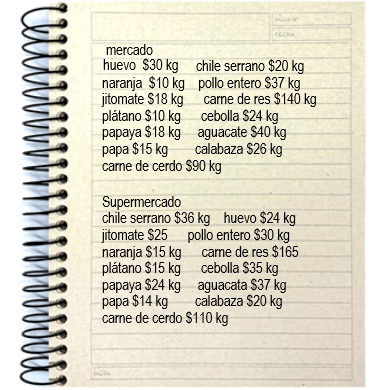 mercado
huevo $30 kg chile serrano $20 kg
naranja $10 kg pollo entero $37 kg
jitomate $18 kg carne de res $140 kg
plátano $10 kg cebolla $24 kg
papaya $18 kg aguacate $40 kg
papa $15 kg calabaza $26 kg
carne de cerdo $90 kg
Supermercado
chile serrano $36 kg huevo $24 kg
jitomate $25 pollo entero $30 kg
naranja $15 kg carne de res $165
plátano $15 kg cebolla $35 kg
papaya $24 kg aguacata $37 kg
papa $14 kg calabaza $20 kg
carne de cerdo $110 kg